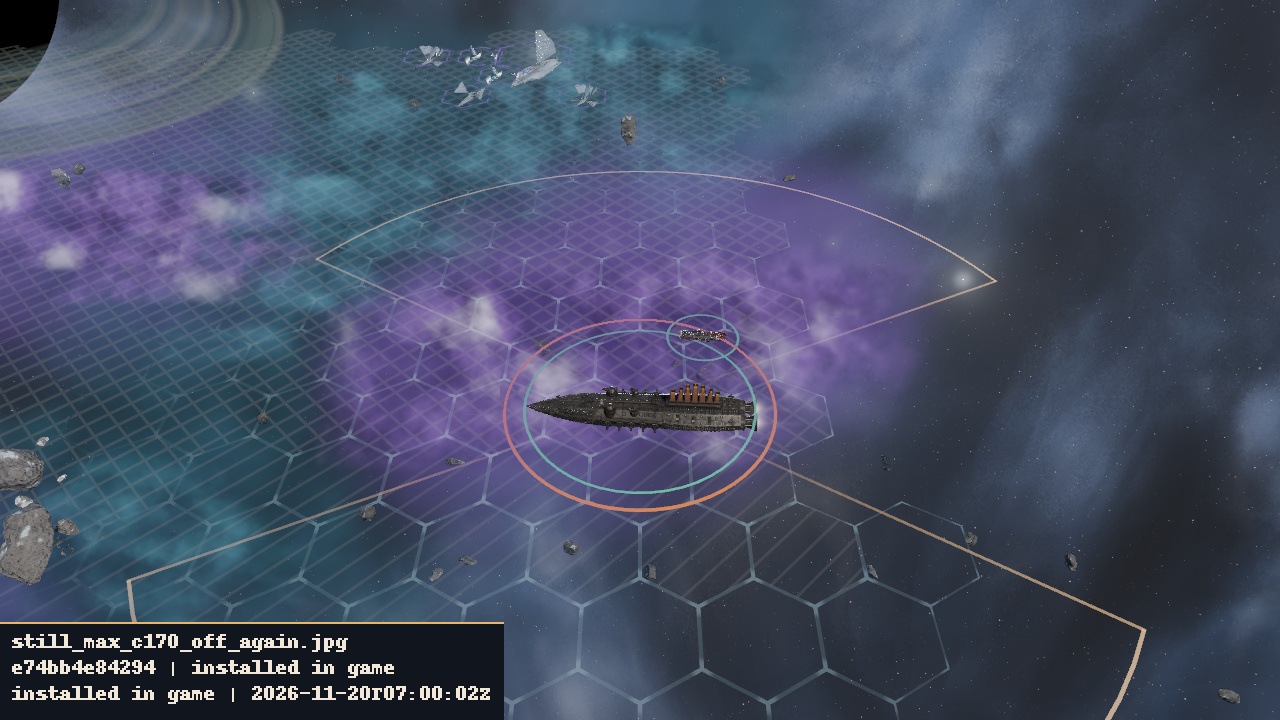 still_max_c170_off_again.jpg
e74bb4e84294 | installed in game
installed in game | 2026-11-20T07:00:02Z